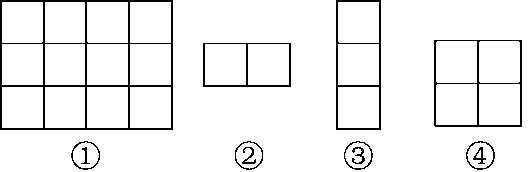 ① ② ③ ④